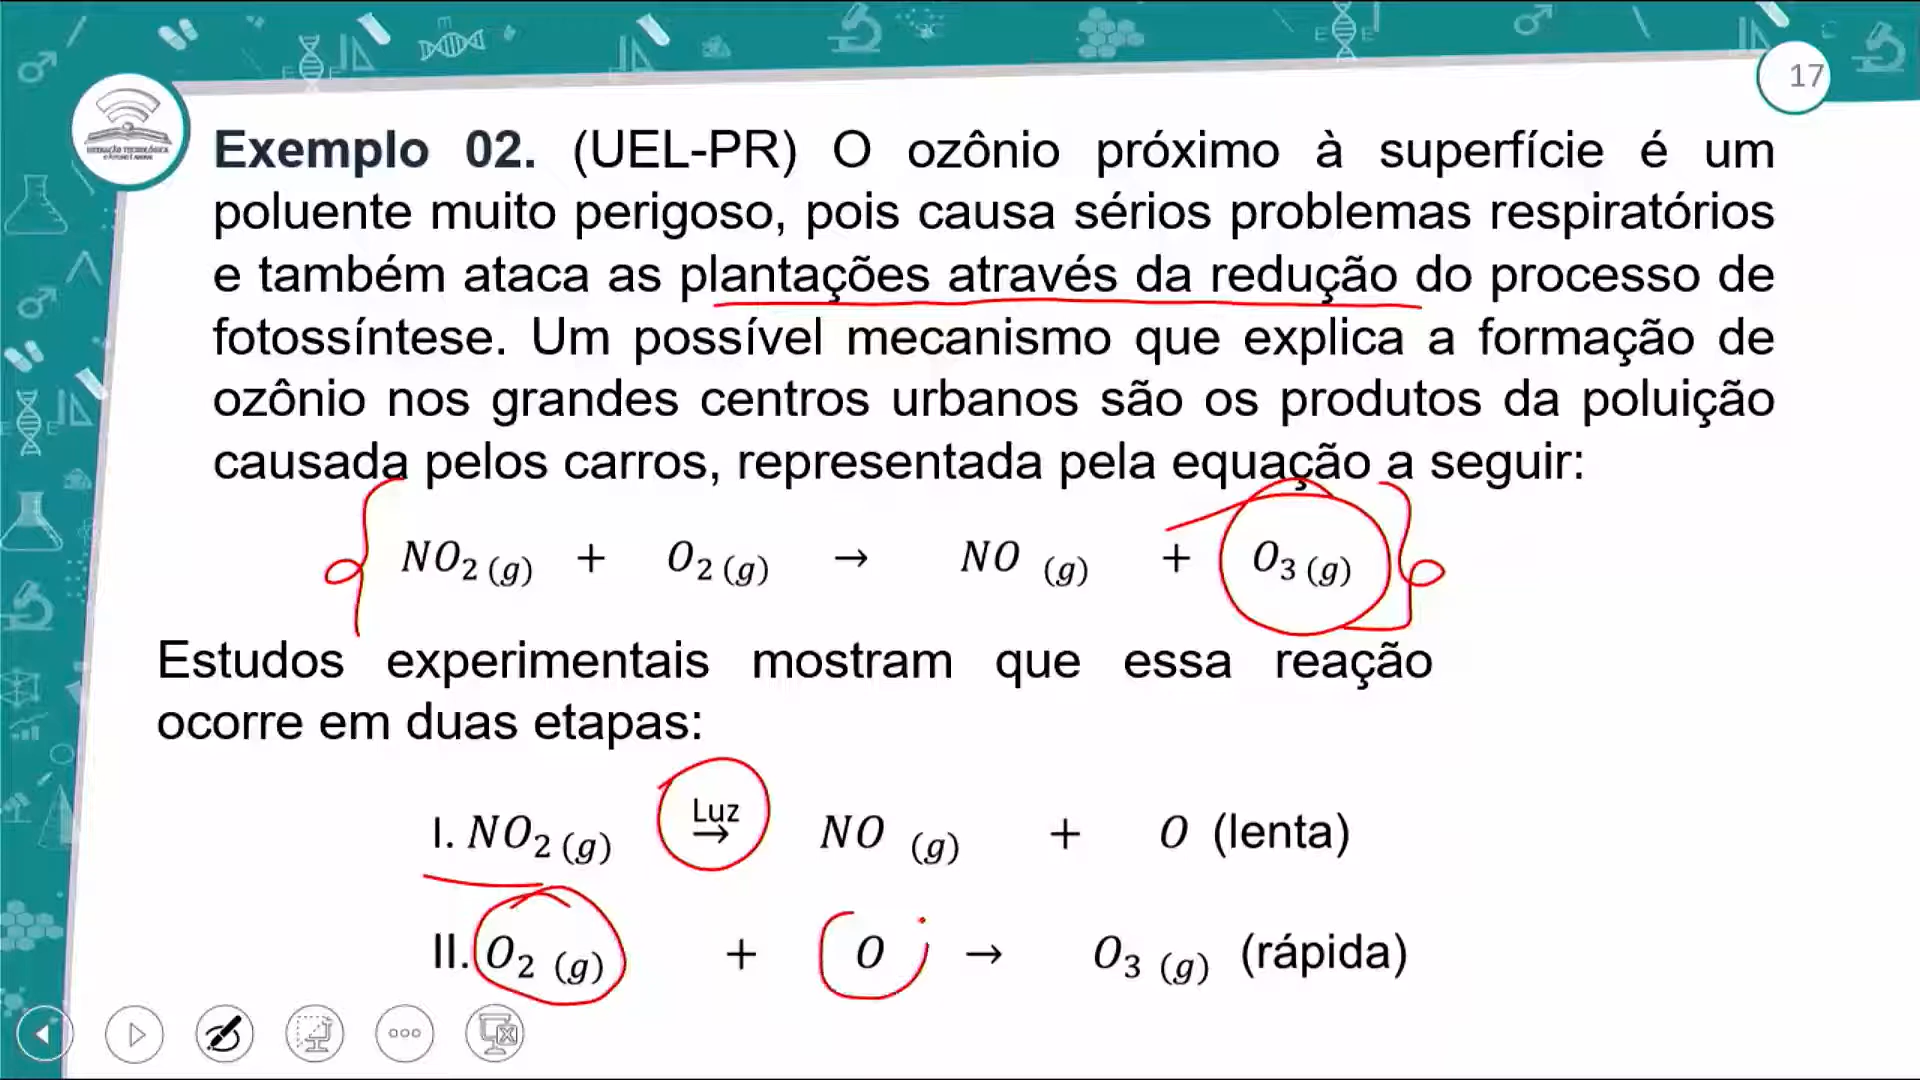 17
Exemplo 02. (UEL-PR) O ozônio próximo à superfície é um
poluente muito perigoso, pois causa sérios problemas respiratórios
e também ataca as plantações através da redução do processo de
fotossíntese. Um possível mecanismo que explica a formação de
ozônio nos grandes centros urbanos são os produtos da poluição
causada pelos carros, representada pela equação a seguir:
NO₂ (g) + O₂ (g) → NO (g) + O₃ (g)
Estudos experimentais mostram que essa reação
ocorre em duas etapas:
I. NO₂ (g) Luz → NO (g) + O (lenta)
II. O₂ (g) + O → O₃ (g) (rápida)